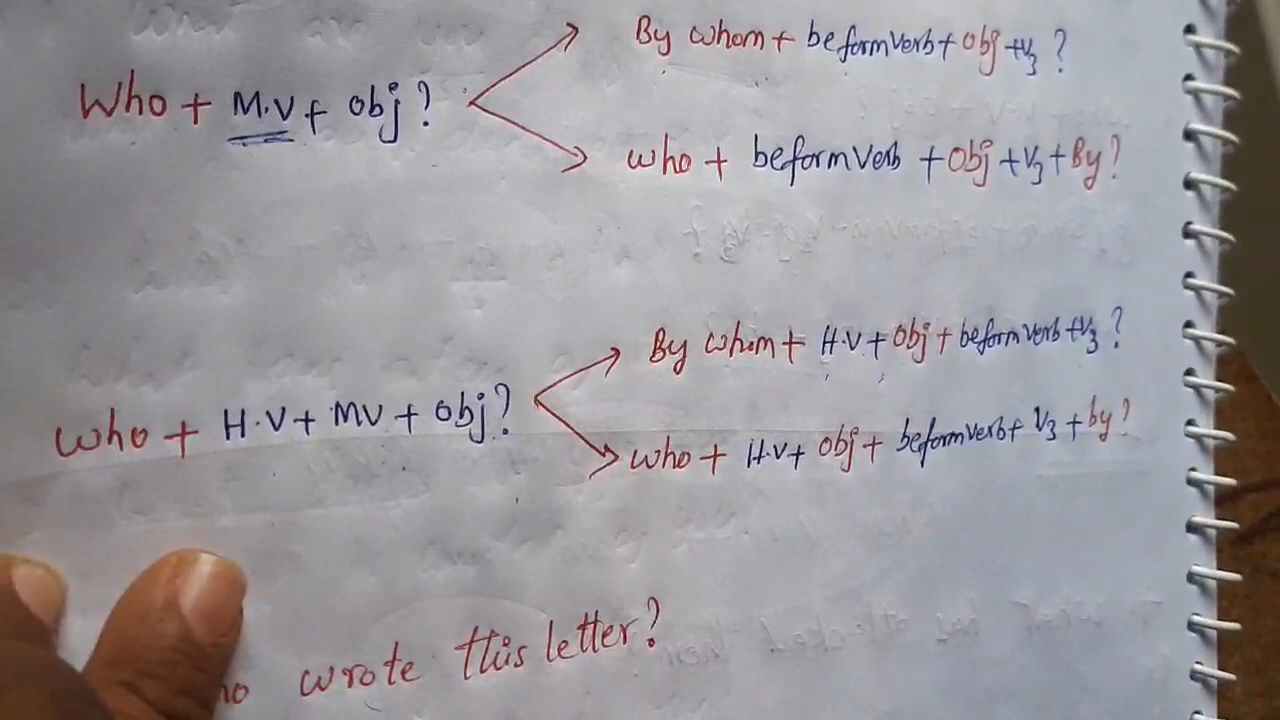 By whom + beformverb + Obj + V3 ?
Who + M.V + Obj ?
who + beformverb + Obj + V3 + By ?
By whom + H.V + Obj + beformverb + V3 ?
who + H.V + MV + Obj ?
who + H.V + Obj + beformverb + V3 + by ?
ho wrote this letter ?